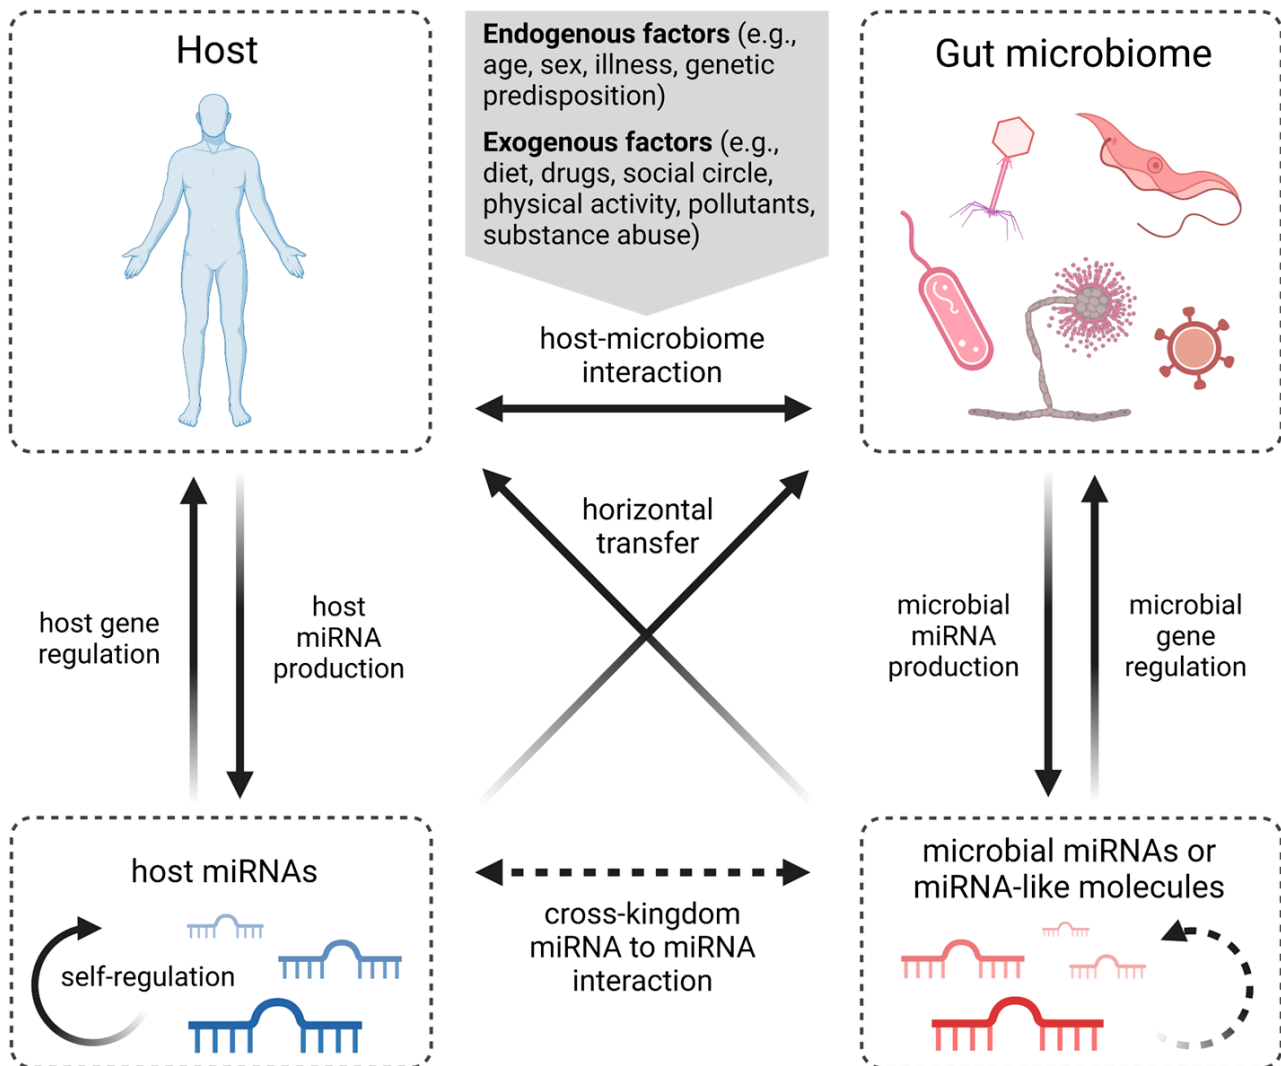 Host
Endogenous factors (e.g.,
age, sex, illness, genetic
predisposition)
Exogenous factors (e.g.,
diet, drugs, social circle,
physical activity, pollutants,
substance abuse)
Gut microbiome
host-microbiome
interaction
horizontal
transfer
host gene
regulation
host
miRNA
production
microbial
miRNA
production
microbial
gene
regulation
host miRNAs
self-regulation
cross-kingdom
miRNA to miRNA
interaction
microbial miRNAs or
miRNA-like molecules